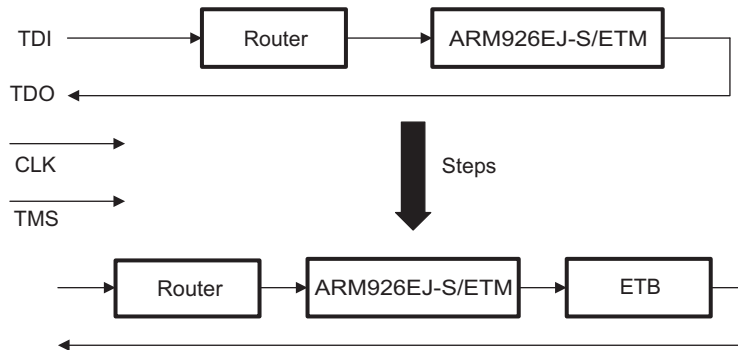 TDI
Router
ARM926EJ-S/ETM
TDO
CLK
Steps
TMS
Router
ARM926EJ-S/ETM
ETB